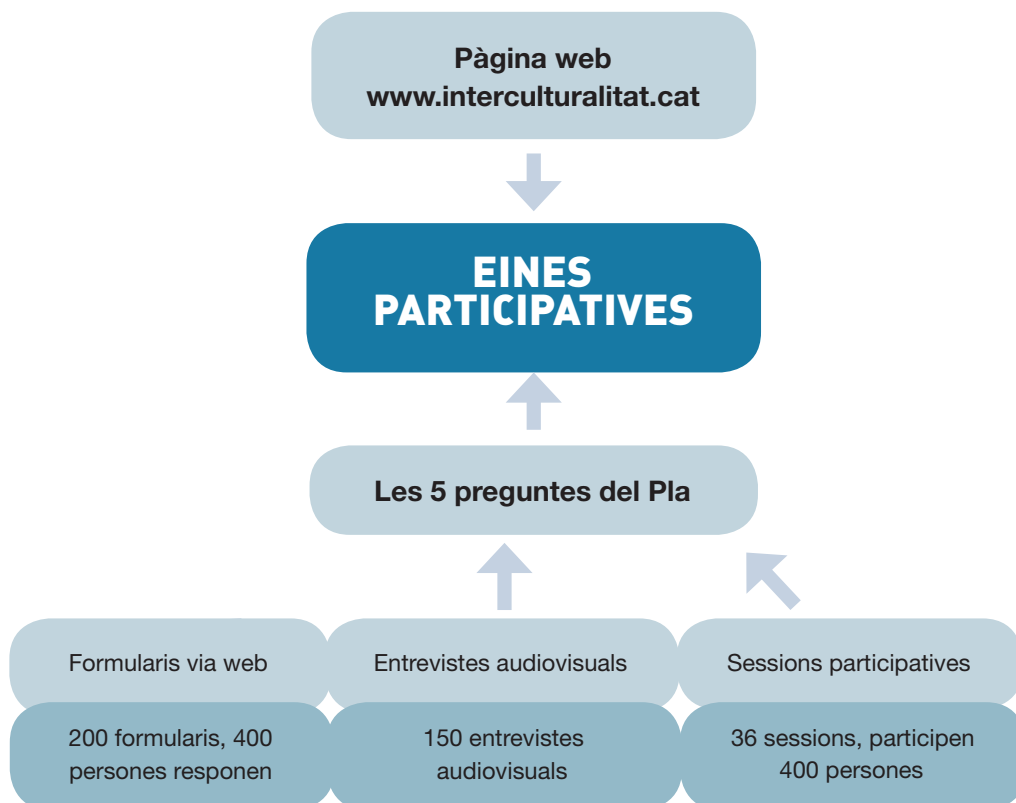 Pàgina web
www.interculturalitat.cat
EINES
PARTICIPATIVES
Les 5 preguntes del Pla
Formularis via web
Entrevistes audiovisuals
Sessions participatives
200 formularis, 400
persones responen
150 entrevistes
audiovisuals
36 sessions, participen
400 persones